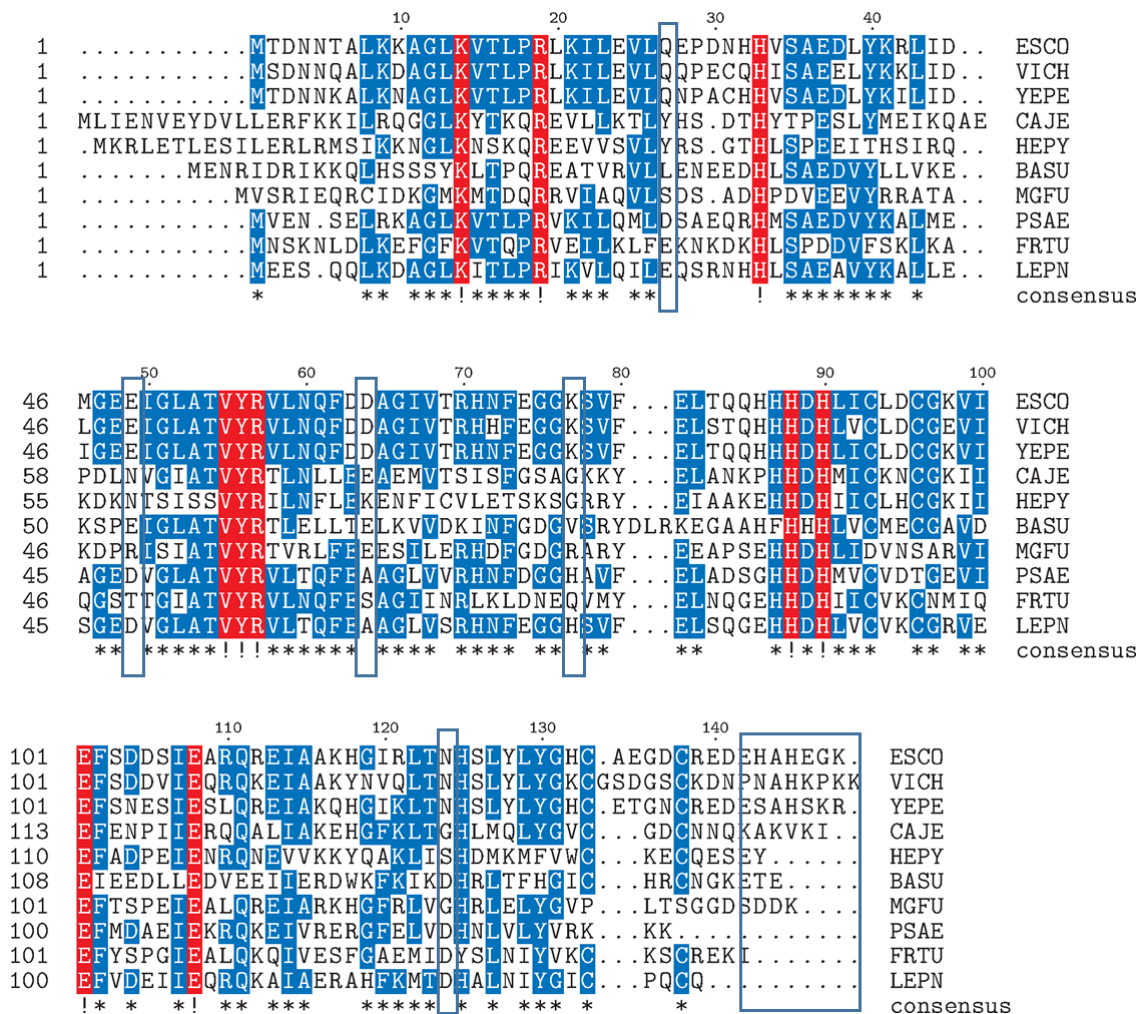 10 20 30 40
1 ...........MTDNNTALKKAGLKVTLPRLKILEVLQEPDNHHVSAEDLYKRLID.. ESCO
1 ...........MSDNNQALKDAGLKVTLPRLKILEVLQQPECQHISAEELYKKLID.. VICH
1 ...........MTDNNKALKNAGLKVTLPRLKILEVLQNPACHHVSAEDLYKILID.. YEPE
1 MLIENVEYDVLLERFKKILRQGGLKYTKQREVLLKTLYHS.DTHYTPESLYMEIKQAE CAJE
1 .MKRLETLESILERLRMSIKKNGLKNSKQREEVVSVLYRS.GTHLSPEEITHSIRQ.. HEPY
1 .......MENRIDRIKKQLHSSSYKLTPQREATVRVLLENEEDHLSAEDVYLLVKE.. BASU
1 ..........MVSRIEQRCIDKGMKMTDQRRVIAQVLSDS.ADHPDVEEVYRRATA.. MGFU
1 ...........MVEN.SELRKAGLKVTLPRVKILQMLDSAEQRHMSAEDVYKALME.. PSAE
1 ...........MNSKNLDLKEFGFKVTQPRVEILKLFEKNKDKHLSPDDVFSKLKA.. FRTU
1 ...........MEES.QQLKDAGLKITLPRIKVLQILEQSRNHHLSAEAVYKALLE.. LEPN
* ** ***!****!*** ** ! ******* * consensus
50 60 70 80 90 100
46 MGEEIGLATVYRVLNQFDDAGIVTRHNFEGGKSVF...ELTQQHHHDHLICLDCGKVI ESCO
46 LGEEIGLATVYRVLNQFDDAGIVTRHHFEGGKSVF...ELSTQHHHDHLVCLDCGEVI VICH
46 IGEEIGLATVYRVLNQFDDAGIVTRHNFEGGKSVF...ELTQQHHHDHLICLDCGKVI YEPE
58 PDLNVGIATVYRTLNLLEEAEMVTSISFGSAGKKY...ELANKPHHDHMICKNCGKII CAJE
55 KDKNTSISSVYRILNFLEKENFICVLETSKSGRRY...EIAAKEHHDHIICLHCGKII HEPY
50 KSPEIGLATVYRTLELLTELKVVDKINFGDGVSRYDLRKEGAAHFHHHLVCMECGAVD BASU
46 KDPRISIATVYRTVRLFEEESILERHDFGDGRARY...EEAPSEHHDHLIDVNSARVI MGFU
45 AGEDVGLATVYRVLTQFEAAGLVVRHNFDGGHAVF...ELADSGHHDHMVCVDTGEVI PSAE
46 QGSTTGIATVYRVLNQFESAGIINRLKLDNEQVMY...ELNQGEHHDHIICVKCNMIQ FRTU
45 SGEDVGLATVYRVLTQFEAAGLVSRHNFEGGHSVF...ELSQGEHHDHLVCVKCGRVE LEPN
** *****!!!****** **** **** ** ** ** *!*!*** ** ** consensus
110 120 130 140
101 EFSDDSIEARQREIAAKHGIRLTNHSLYLYGHC.AEGDCREDEHAHEGK. ESCO
101 EFSDDVIEQRQKEIAAKYNVQLTNHSLYLYGKCGSDGSCKDNPNAHKPKK VICH
101 EFSNESIESLQREIAKQHGIKLTNHSLYLYGHC.ETGNCREDESAHSKR. YEPE
113 EFENPIIERQQALIAKEHGFKLTGHLMQLYGVC...GDCNNQKAKVKI.. CAJE
110 EFADPEIENRQNEVVKKYQAKLISHDMKMFVWC...KECQESEY...... HEPY
108 EIEEDLLEDVEEIIERDWKFKIKDHRLTFHGIC...HRCNGKETE..... BASU
101 EFTSPEIEALQREIARKHGFRLVGHRLELYGVP...LTSGGDSDDK.... MGFU
100 EFMDAEIEKRQKEIVRERGFELVDHNLVLYVRK...KK............ PSAE
101 EFYSPGIEALQKQIVESFGAEMIDYSLNIYVKC...KSCREKI....... FRTU
100 EFVDEIIEQRQKAIAERAHFKMTDHALNIYGIC...PQCQ.......... LEPN
!* * *! ** *** ***** * * *** * * consensus